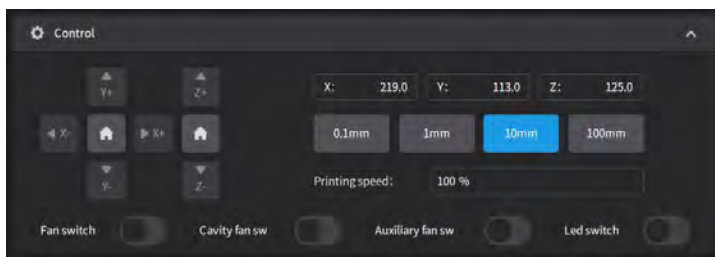 Control
Y+
Z+
X: 219.0 Y: 113.0 Z: 125.0
X- X+
0.1mm 1mm 10mm 100mm
Y-
Z-
Printing speed: 100 %
Fan switch Cavity fan sw Auxiliary fan sw Led switch